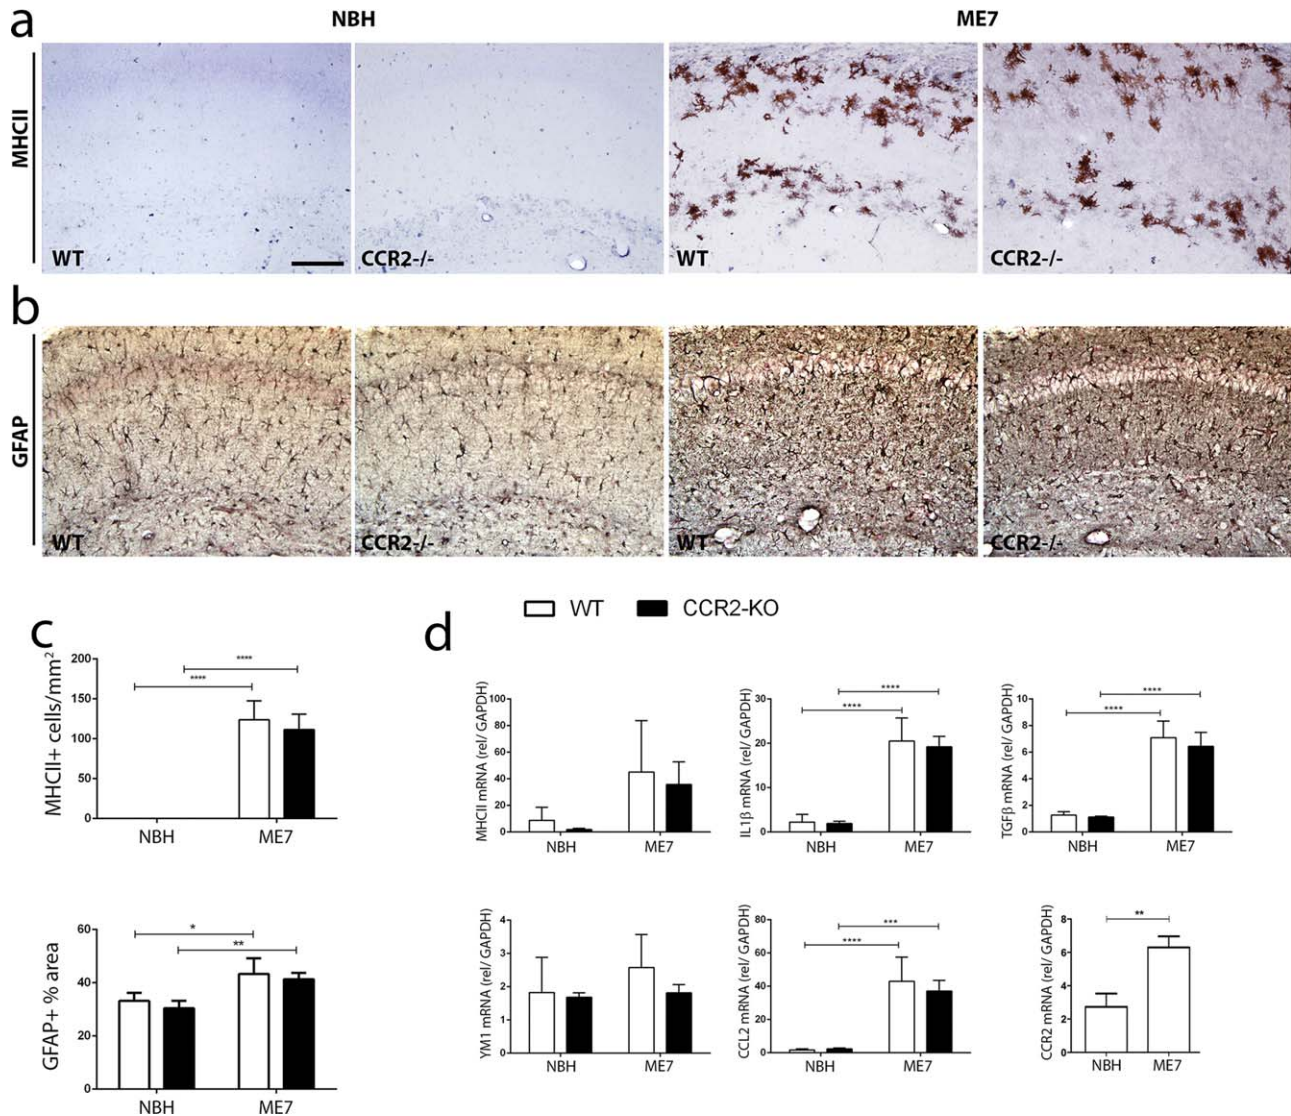 a
NBH
ME7
MHCII
WT
CCR2-/-
WT
CCR2-/-
b
GFAP
WT
CCR2-/-
WT
CCR2-/-
WT
CCR2-KO
c
MHCII+ cells/mm²
200
150
100
50
0
****
****
NBH
ME7
GFAP+ % area
60
40
20
0
*
**
NBH
ME7
d
MHCII mRNA (rel/ GAPDH)
100
80
60
40
20
0
NBH
ME7
IL1β mRNA (rel/ GAPDH)
30
20
10
0
****
****
NBH
ME7
TGFβ mRNA (rel/ GAPDH)
10
8
6
4
2
0
****
****
NBH
ME7
YM1 mRNA (rel/ GAPDH)
4
3
2
1
0
NBH
ME7
CCL2 mRNA (rel/ GAPDH)
80
60
40
20
0
***
****
NBH
ME7
CCR2 mRNA (rel/ GAPDH)
8
6
4
2
0
**
NBH
ME7